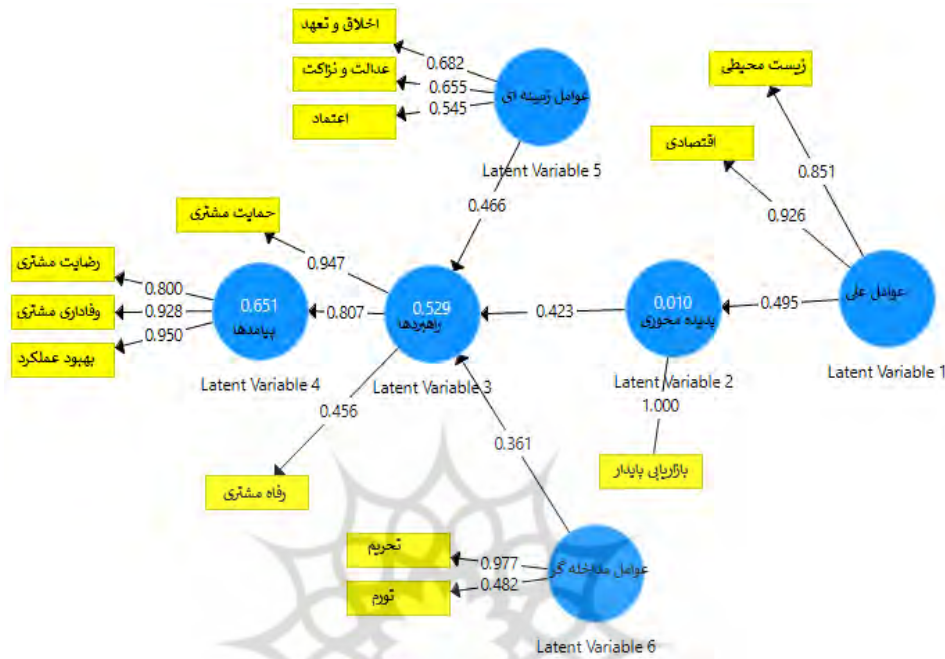 اخلاق و تعهد
0.682
عدالت و نزاکت
0.655
اعتماد
0.545
عوامل زمینه ای
Latent Variable 5
0.466
زیست محیطی
0.851
اقتصادی
0.926
عوامل علی
Latent Variable 1
0.495
0.010
پدیده محوری
Latent Variable 2
1.000
بازاریابی پایدار
0.423
حمایت مشتری
0.947
0.529
راهبردها
Latent Variable 3
0.456
رفاه مشتری
0.807
0.651
پیامدها
Latent Variable 4
رضایت مشتری
0.800
وفاداری مشتری
0.928
بهبود عملکرد
0.950
0.361
تحریم
0.977
تورم
0.482
عوامل مداخله گر
Latent Variable 6